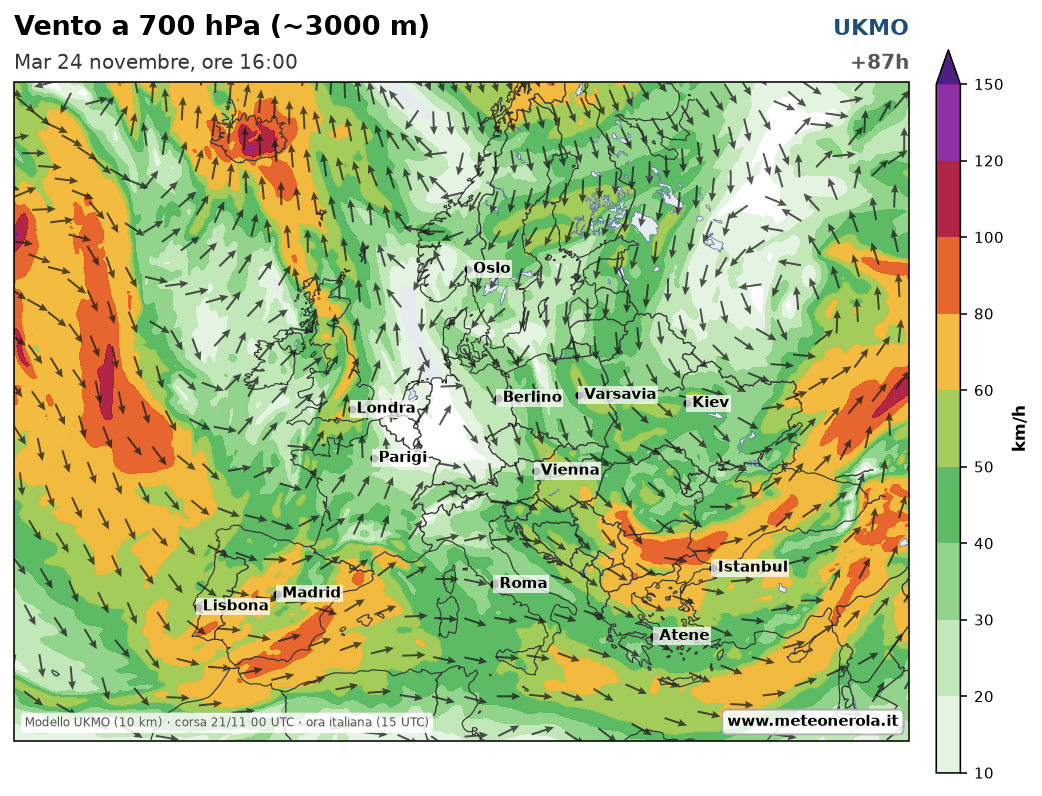 Vento a 700 hPa (~3000 m)
UKMO
Mar 24 novembre, ore 16:00
+87h
150
120
100
80
60
50
40
30
20
10
km/h
Oslo
Londra
Berlino
Varsavia
Kiev
Parigi
Vienna
Istanbul
Roma
Madrid
Lisbona
Atene
Modello UKMO (10 km) · corsa 21/11 00 UTC · ora italiana (15 UTC)
www.meteonerola.it